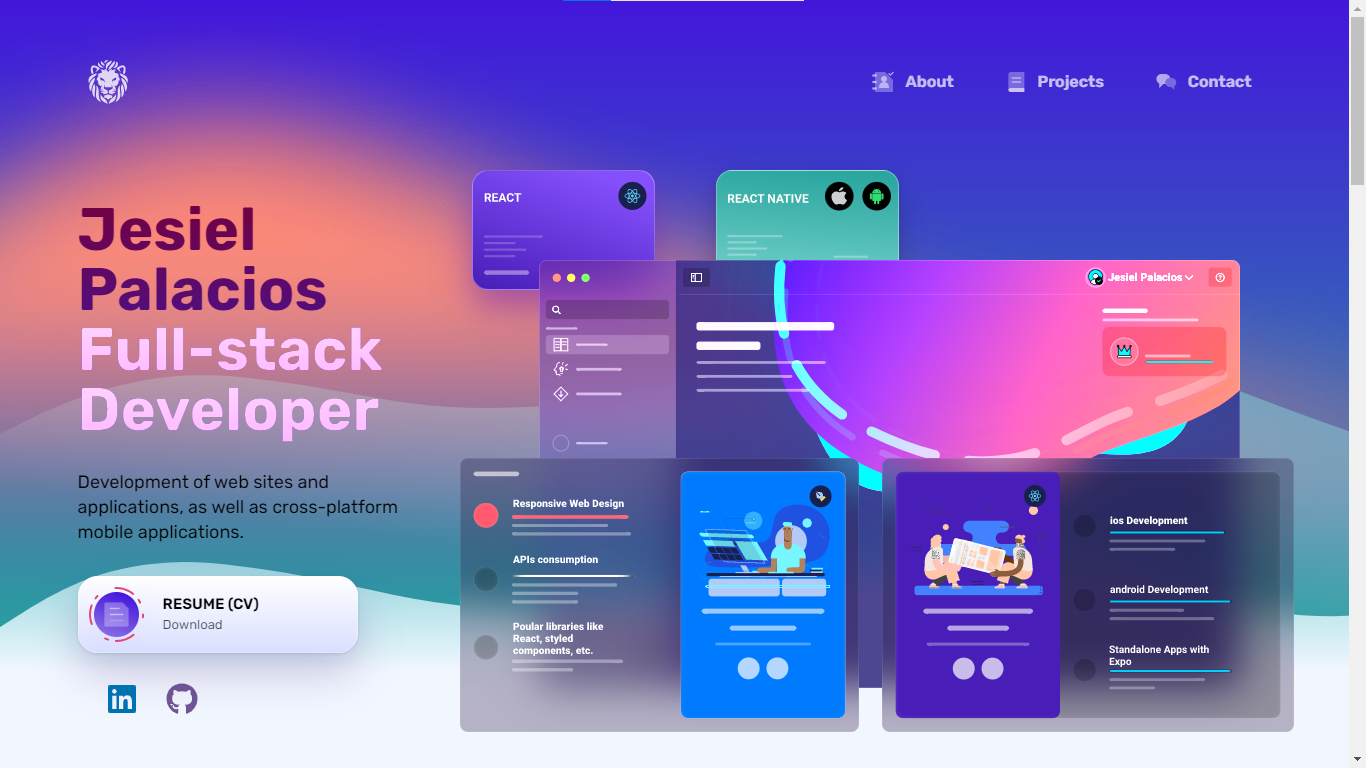 About
Projects
Contact
Jesiel
Palacios
Full-stack
Developer
Development of web sites and
applications, as well as cross-platform
mobile applications.
RESUME (CV)
Download
REACT
REACT NATIVE
Jesiel Palacios
Responsive Web Design
APIs consumption
Poular libraries like
React, styled
components, etc.
ios Development
android Development
Standalone Apps with
Expo